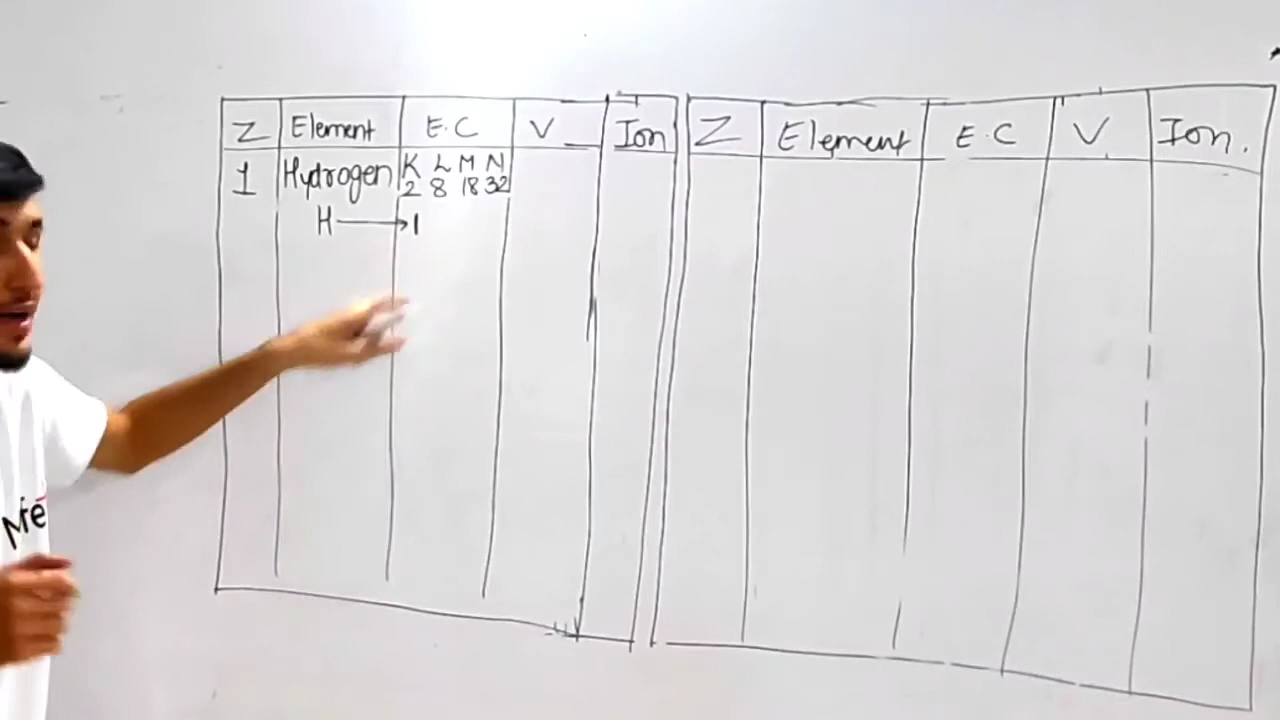 Z Element E.C V Ion Z Element E.C V Ion.
1 Hydrogen K L M N
2 8 18 32
H → 1